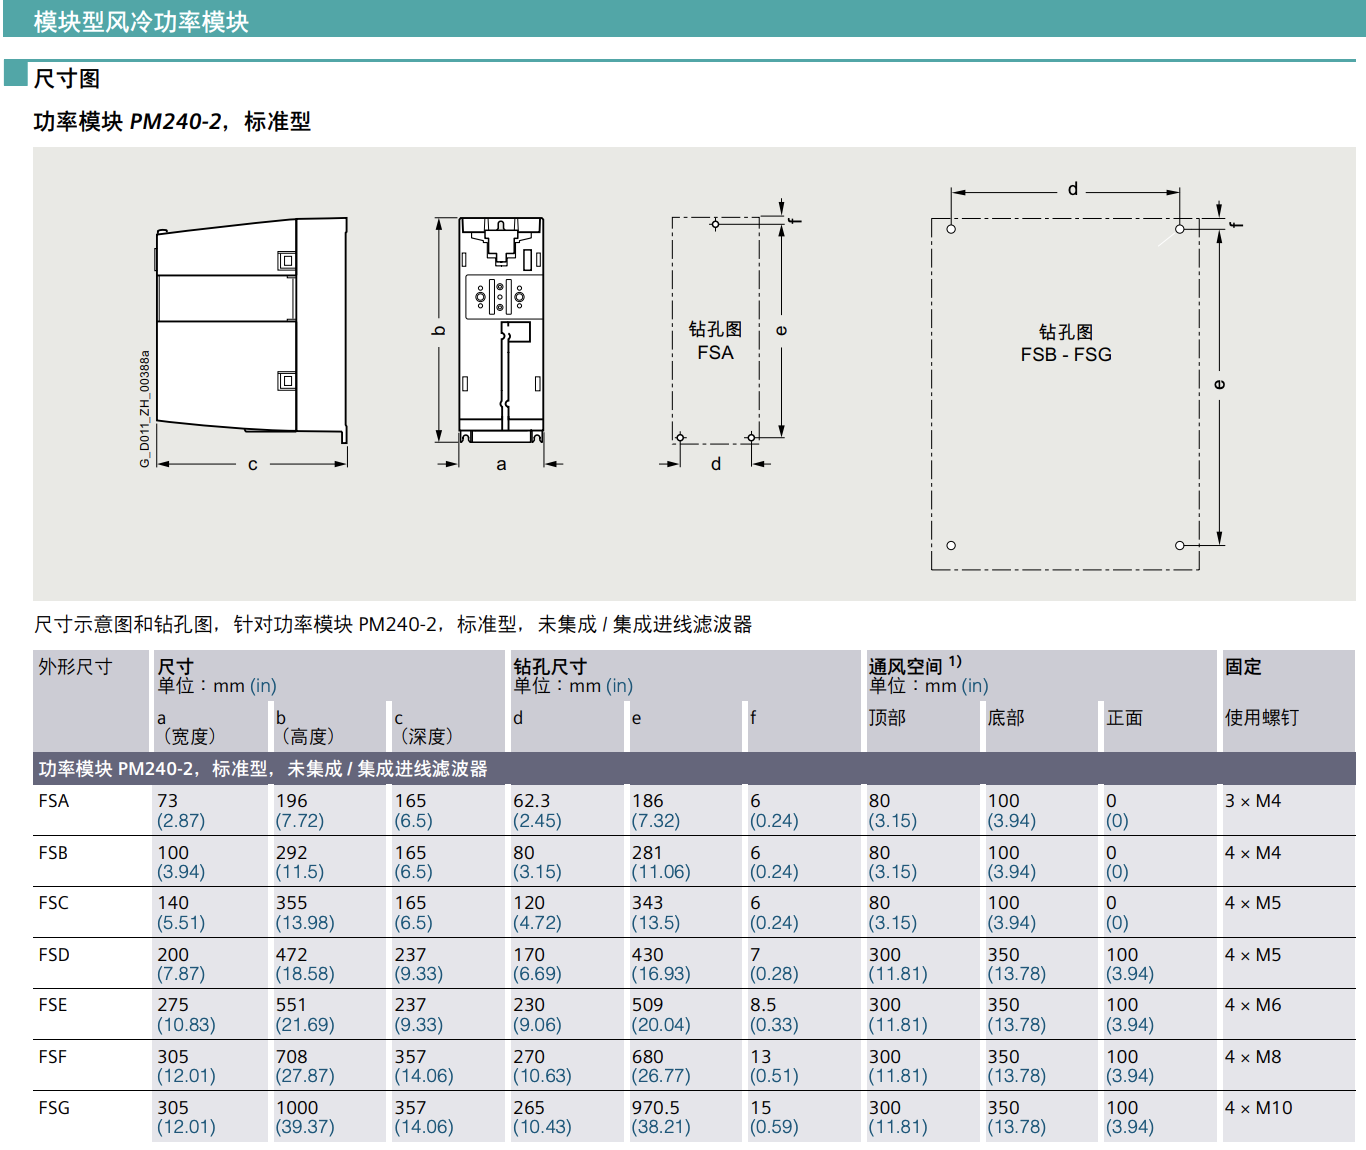 模块型风冷功率模块
尺寸图
功率模块 PM240-2，标准型
G_D011_ZH_00388a
c
b
a
钻孔图
FSA
f
e
d
d
f
钻孔图
FSB - FSG
e
尺寸示意图和钻孔图，针对功率模块 PM240-2，标准型，未集成 / 集成进线滤波器
外形尺寸 尺寸 钻孔尺寸 通风空间 1) 固定
单位：mm (in) 单位：mm (in) 单位：mm (in)
a b c d e f 顶部 底部 正面 使用螺钉
（宽度） （高度） （深度）
功率模块 PM240-2，标准型，未集成 / 集成进线滤波器
FSA 73 196 165 62.3 186 6 80 100 0 3 × M4
(2.87) (7.72) (6.5) (2.45) (7.32) (0.24) (3.15) (3.94) (0)
FSB 100 292 165 80 281 6 80 100 0 4 × M4
(3.94) (11.5) (6.5) (3.15) (11.06) (0.24) (3.15) (3.94) (0)
FSC 140 355 165 120 343 6 80 100 0 4 × M5
(5.51) (13.98) (6.5) (4.72) (13.5) (0.24) (3.15) (3.94) (0)
FSD 200 472 237 170 430 7 300 350 100 4 × M5
(7.87) (18.58) (9.33) (6.69) (16.93) (0.28) (11.81) (13.78) (3.94)
FSE 275 551 237 230 509 8.5 300 350 100 4 × M6
(10.83) (21.69) (9.33) (9.06) (20.04) (0.33) (11.81) (13.78) (3.94)
FSF 305 708 357 270 680 13 300 350 100 4 × M8
(12.01) (27.87) (14.06) (10.63) (26.77) (0.51) (11.81) (13.78) (3.94)
FSG 305 1000 357 265 970.5 15 300 350 100 4 × M10
(12.01) (39.37) (14.06) (10.43) (38.21) (0.59) (11.81) (13.78) (3.94)